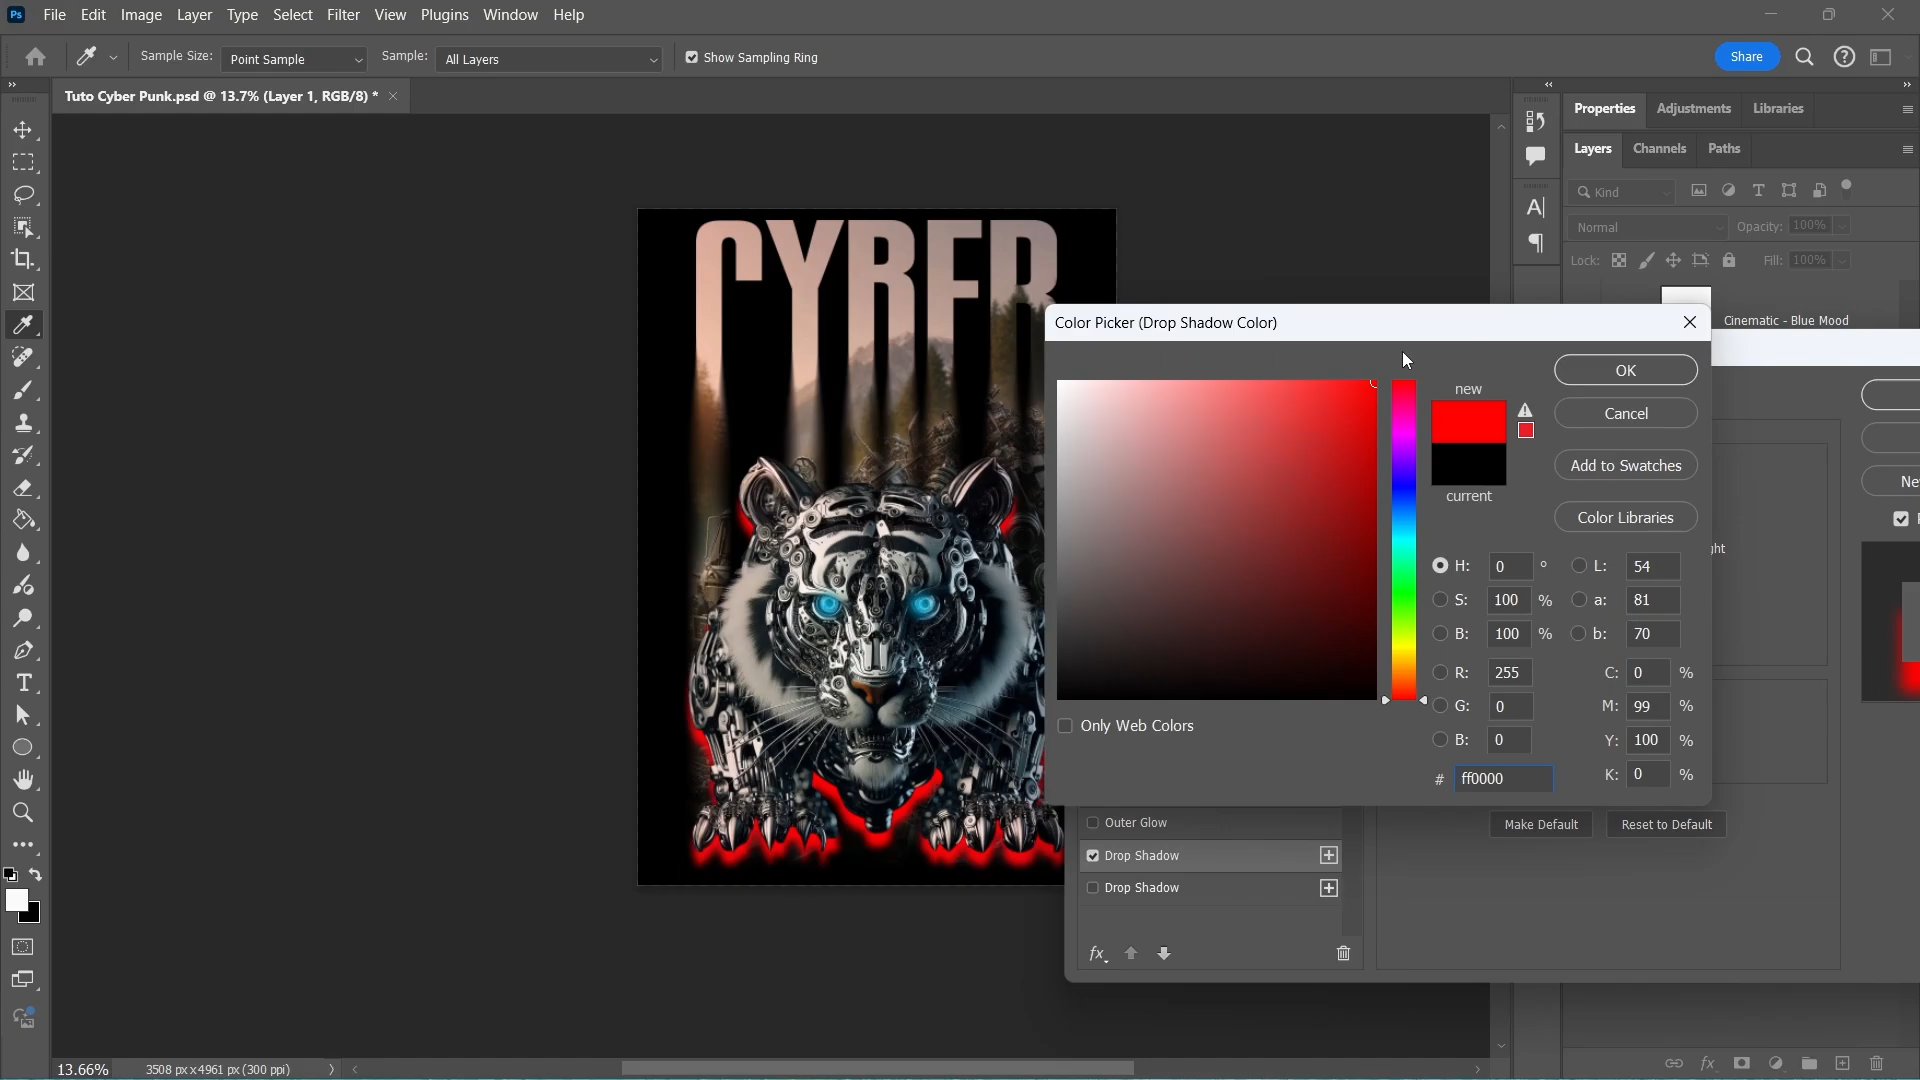 Ps File Edit Image Layer Type Select Filter View Plugins Window Help
Sample Size: Point Sample Sample: All Layers Show Sampling Ring Share
Tuto Cyber Punk.psd @ 13.7% (Layer 1, RGB/8) *
Properties Adjustments Libraries
Layers Channels Paths
Kind
Normal Opacity: 100%
Lock: Fill: 100%
Cinematic - Blue Mood
CYBER
Color Picker (Drop Shadow Color)
OK
new
Cancel
Add to Swatches
current
Color Libraries
H: 0 ° L: 54
S: 100 % a: 81
B: 100 % b: 70
R: 255 C: 0 %
G: 0 M: 99 %
B: 0 Y: 100 %
# ff0000 K: 0 %
Only Web Colors
Outer Glow
Make Default Reset to Default
Drop Shadow
Drop Shadow
fx
fx
13.66% 3508 px x 4961 px (300 ppi)